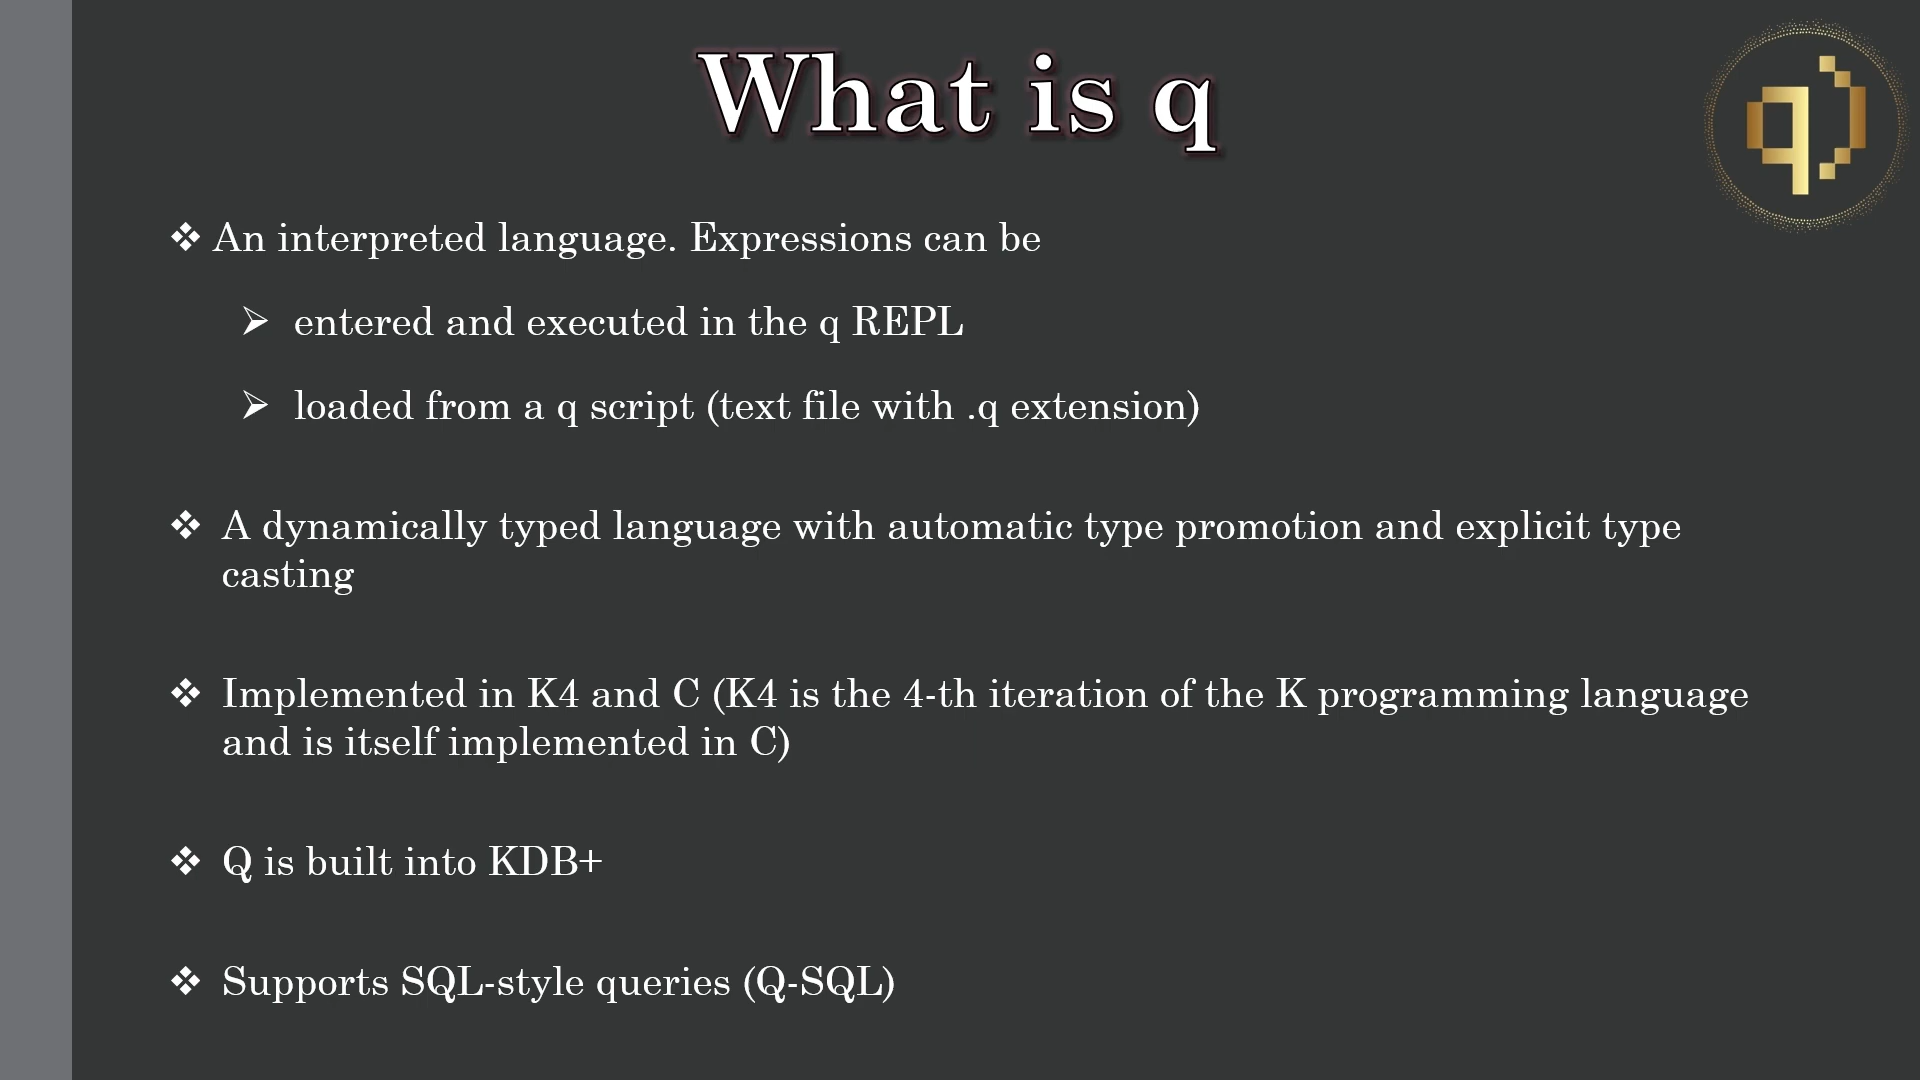 What is q
q)
❖ An interpreted language. Expressions can be
➢ entered and executed in the q REPL
➢ loaded from a q script (text file with .q extension)
❖ A dynamically typed language with automatic type promotion and explicit type
casting
❖ Implemented in K4 and C (K4 is the 4-th iteration of the K programming language
and is itself implemented in C)
❖ Q is built into KDB+
❖ Supports SQL-style queries (Q-SQL)